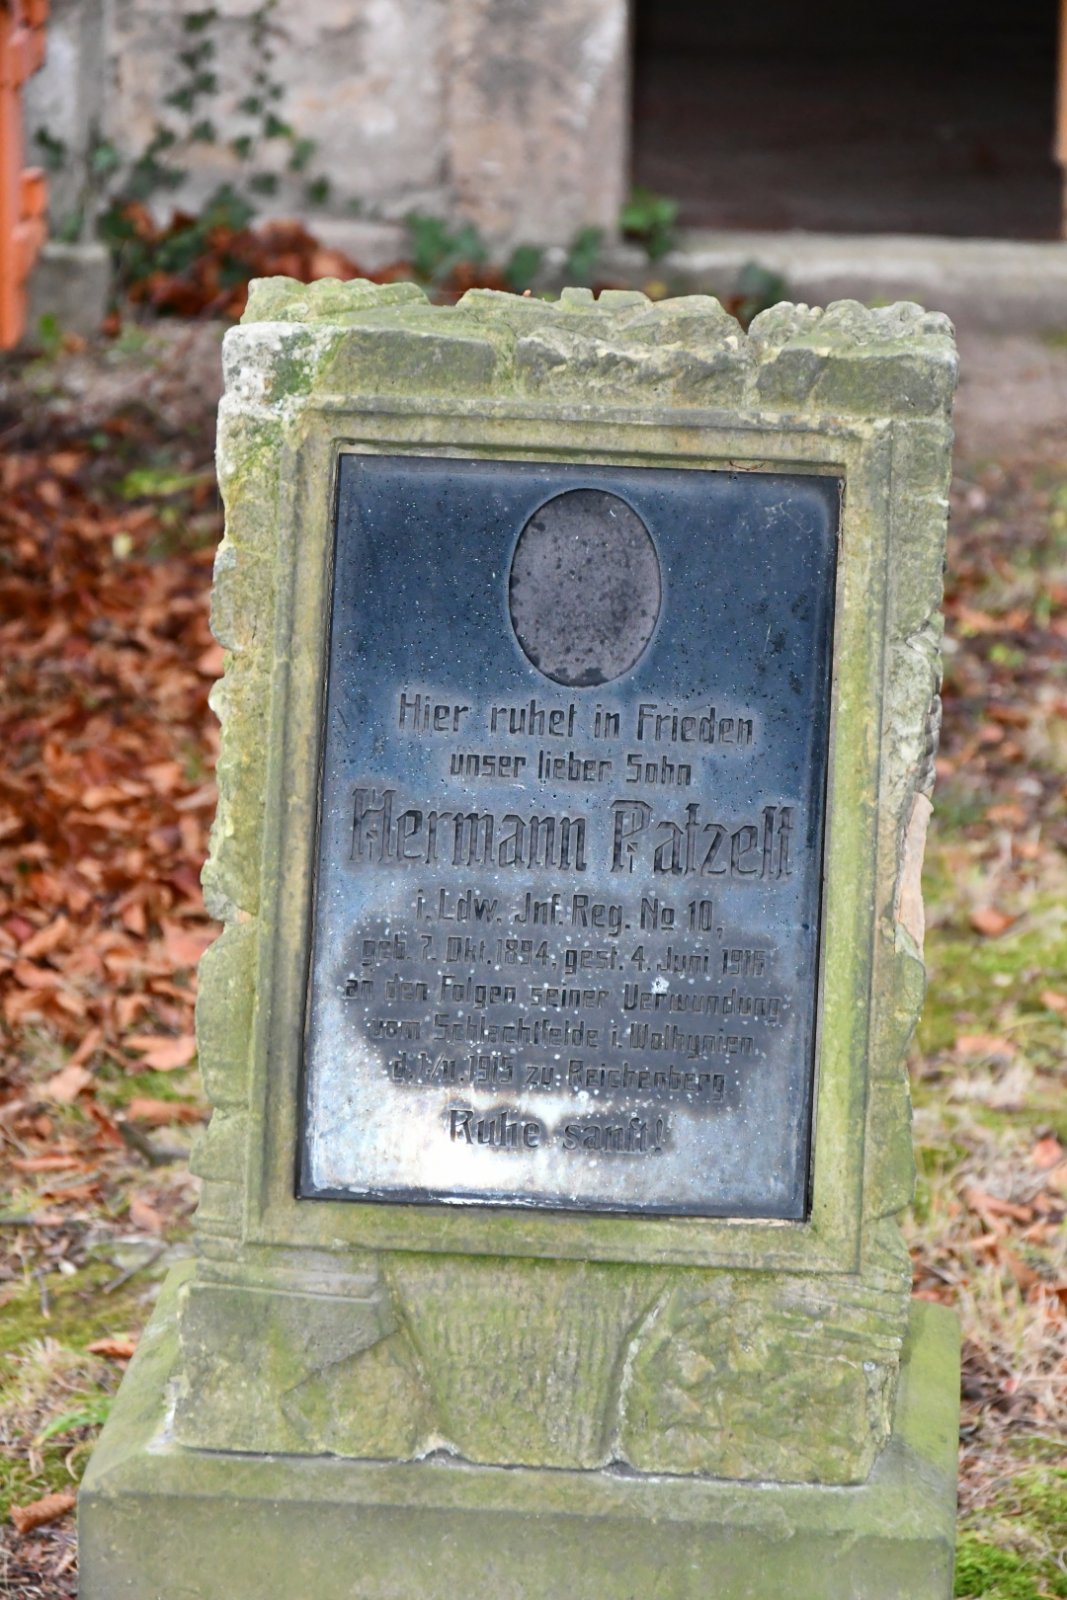 Hier ruhet in Frieden
unser lieber Sohn
Hermann Patzelt
i. Ldw. Jnf. Reg. No 10,
geb. 7. Okt. 1894, gest. 4. Juni 1916
an den Folgen seiner Verwundung
vom Schlachtfelde i. Wolhynien
d. 1/11. 1915 zu Reichenberg
Ruhe sanft!